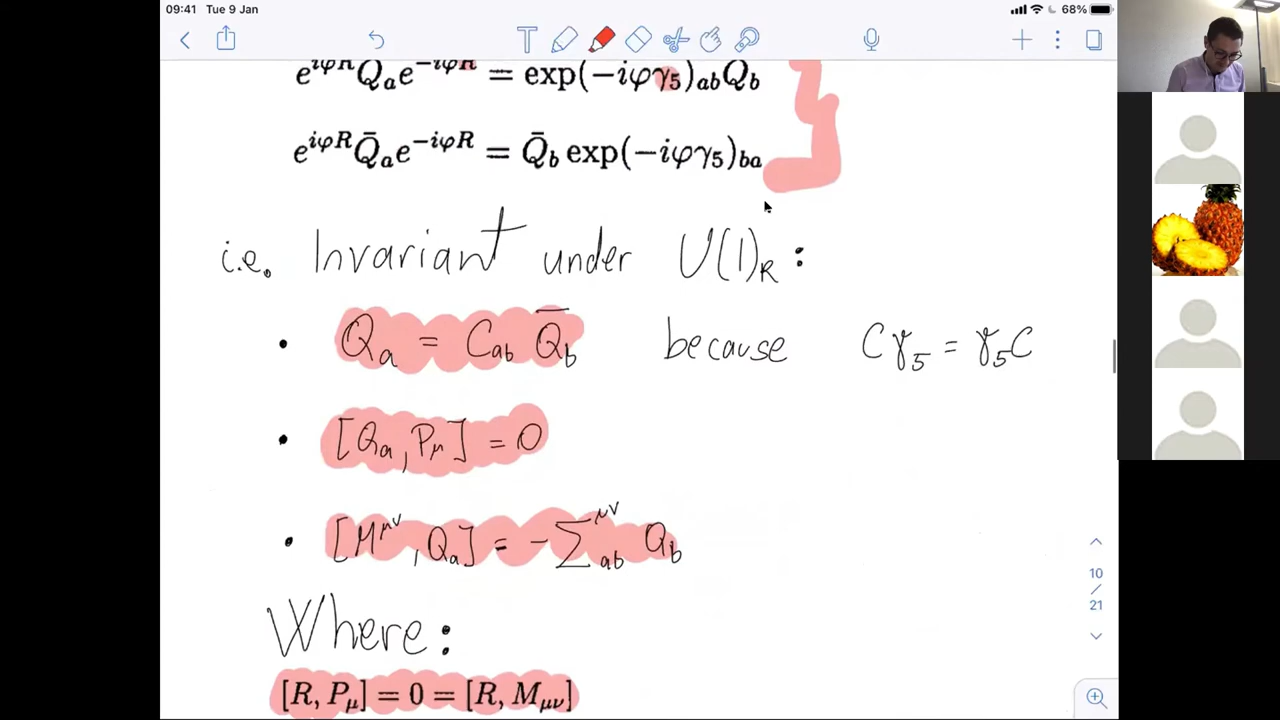 09:41 Tue 9 Jan 68%
e^{iφR}Q_a e^{-iφR} = exp(−iφγ_5)_{ab}Q_b
e^{iφR}Q̄_a e^{-iφR} = Q̄_b exp(−iφγ_5)_{ba}
i.e. Invariant under U(1)_R :
• Q_a = C_{ab} Q̄_b because Cγ_5 = γ_5C
• [Q_a, P_μ] = 0
• [M^{μν}, Q_a] = −Σ^{μν}_{ab} Q_b
Where:
[R, P_μ] = 0 = [R, M_{μν}]
10
/
21